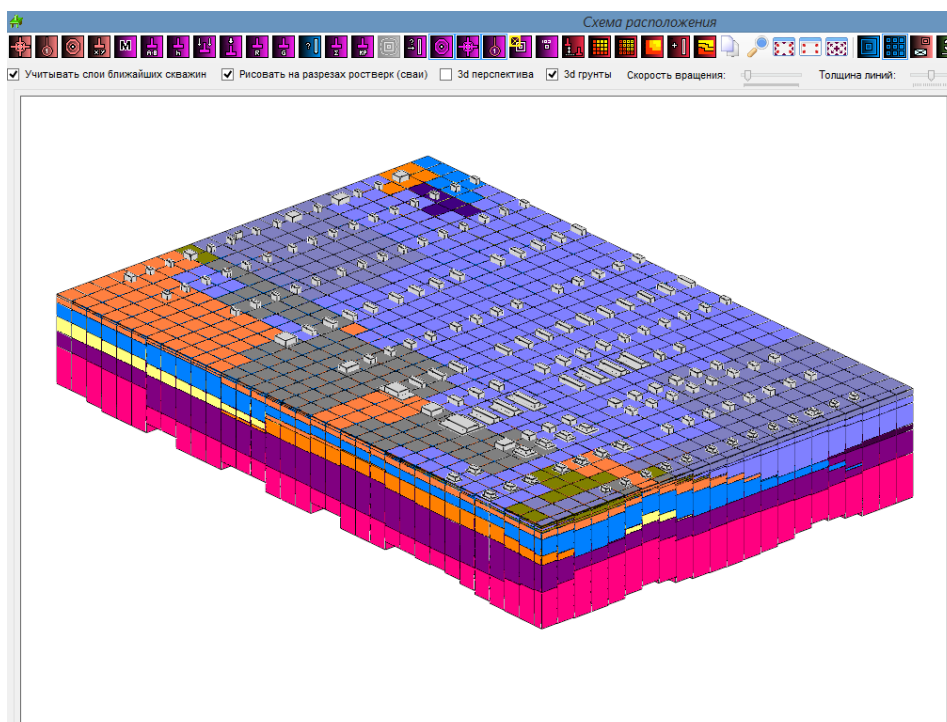 Схема расположения
Учитывать слои ближайших скважин Рисовать на разрезах ростверк (сваи) 3d перспектива 3d грунты Скорость вращения: Толщина линий: